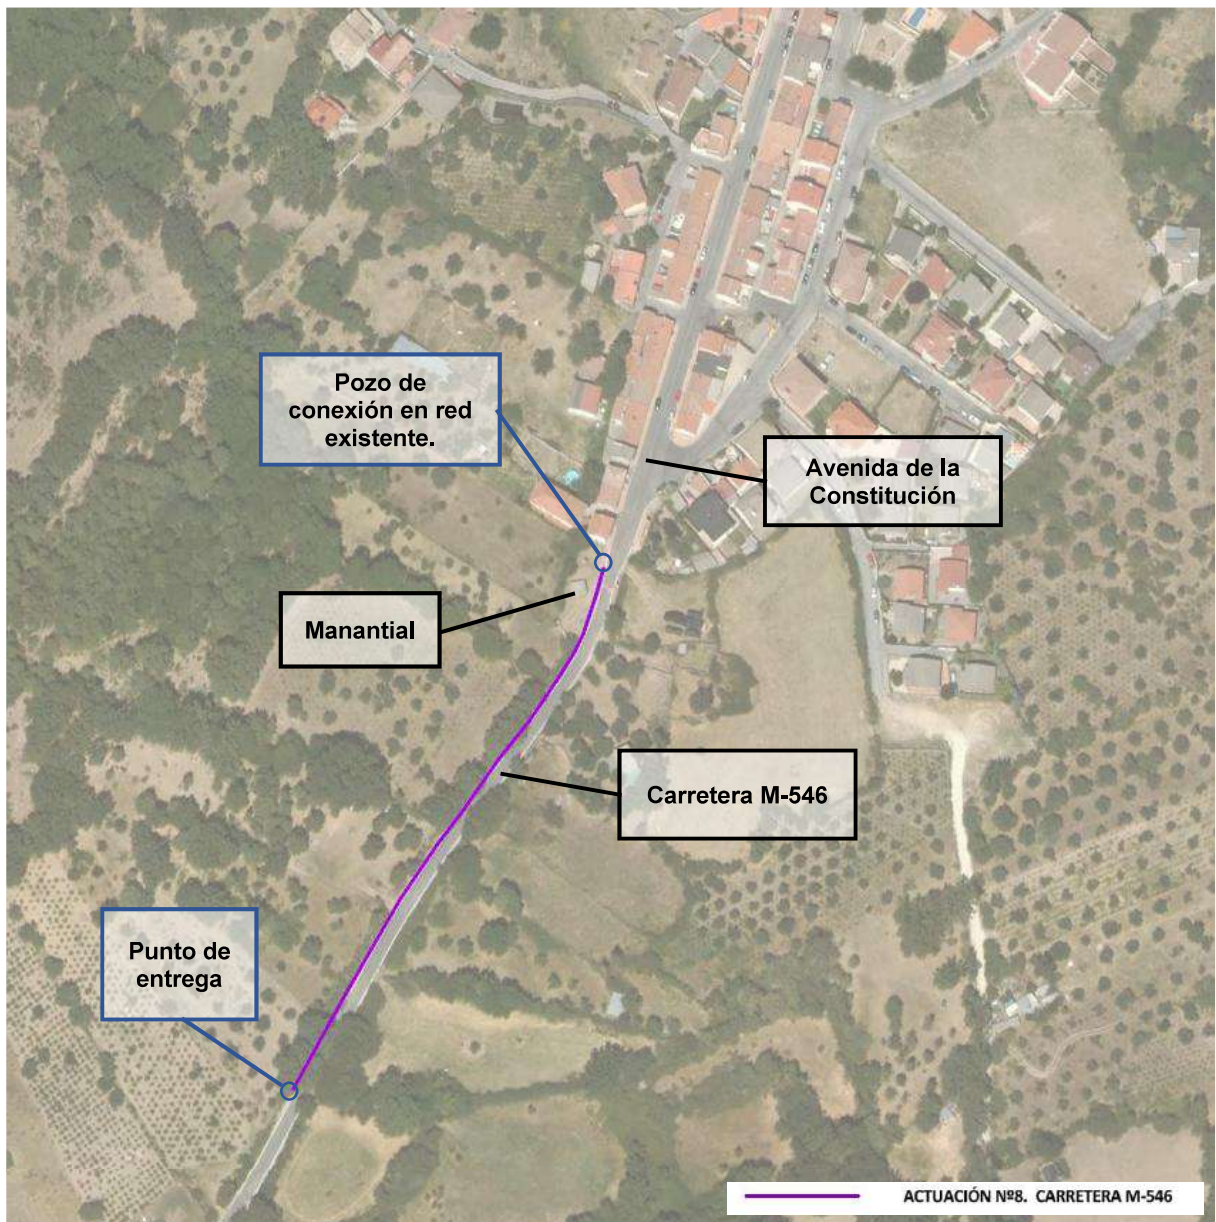 Pozo de
conexión en red
existente.
Avenida de la
Constitución
Manantial
Carretera M-546
Punto de
entrega
ACTUACIÓN Nº8. CARRETERA M-546